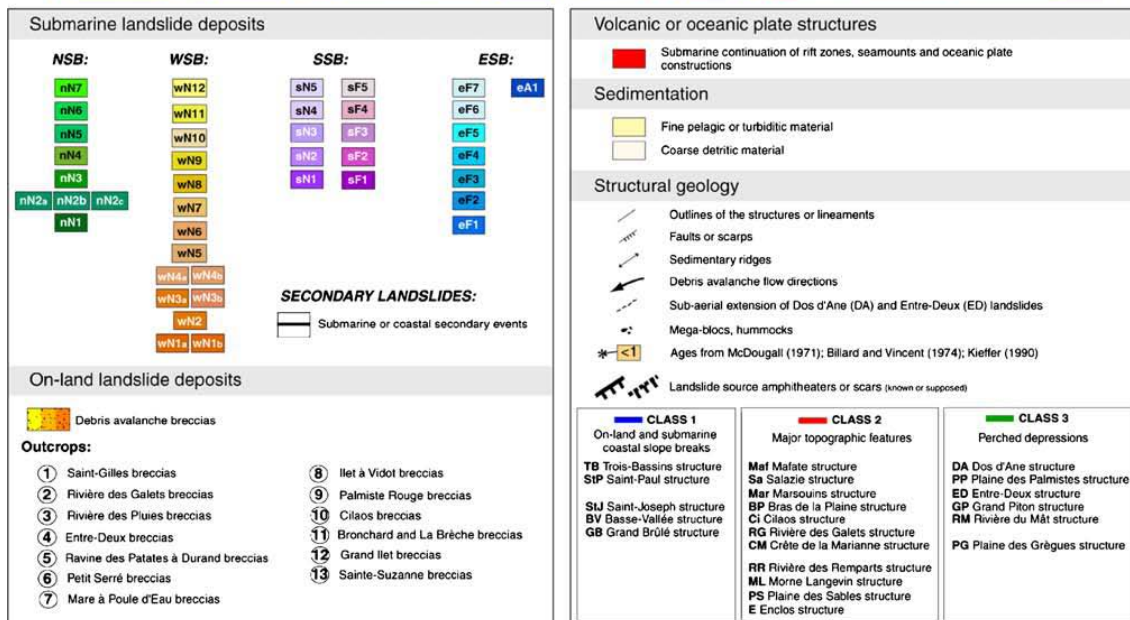 Submarine landslide deposits
NSB: WSB: SSB: ESB:
nN7 wN12 sN5 sF5 eF7 eA1
nN6 wN11 sN4 sF4 eF6
nN5 wN10 sN3 sF3 eF5
nN4 wN9 sN2 sF2 eF4
nN3 wN8 sN1 sF1 eF3
nN2a nN2b nN2c wN7 eF2
nN1 wN6 eF1
wN5
wN4a wN4b
wN3a wN3b
wN2
wN1a wN1b
SECONDARY LANDSLIDES:
Submarine or coastal secondary events
On-land landslide deposits
Debris avalanche breccias
Outcrops:
1 Saint-Gilles breccias
2 Rivière des Galets breccias
3 Rivière des Pluies breccias
4 Entre-Deux breccias
5 Ravine des Patates à Durand breccias
6 Petit Serré breccias
7 Mare à Poule d'Eau breccias
8 Ilet à Vidot breccias
9 Palmiste Rouge breccias
10 Cilaos breccias
11 Bronchard and La Brèche breccias
12 Grand Ilet breccias
13 Sainte-Suzanne breccias
Volcanic or oceanic plate structures
Submarine continuation of rift zones, seamounts and oceanic plate
constructions
Sedimentation
Fine pelagic or turbiditic material
Coarse detritic material
Structural geology
Outlines of the structures or lineaments
Faults or scarps
Sedimentary ridges
Debris avalanche flow directions
Sub-aerial extension of Dos d'Ane (DA) and Entre-Deux (ED) landslides
Mega-blocs, hummocks
<1 Ages from McDougall (1971); Billard and Vincent (1974); Kieffer (1990)
Landslide source amphitheaters or scars (known or supposed)
CLASS 1
On-land and submarine
coastal slope breaks
TB Trois-Bassins structure
StP Saint-Paul structure
StJ Saint-Joseph structure
BV Basse-Vallée structure
GB Grand Brûlé structure
CLASS 2
Major topographic features
Maf Mafate structure
Sa Salazie structure
Mar Marsouins structure
BP Bras de la Plaine structure
Ci Cilaos structure
RG Rivière des Galets structure
CM Crête de la Marianne structure
RR Rivière des Remparts structure
ML Morne Langevin structure
PS Plaine des Sables structure
E Enclos structure
CLASS 3
Perched depressions
DA Dos d'Ane structure
PP Plaine des Palmistes structure
ED Entre-Deux structure
GP Grand Piton structure
RM Rivière du Mât structure
PG Plaine des Grègues structure